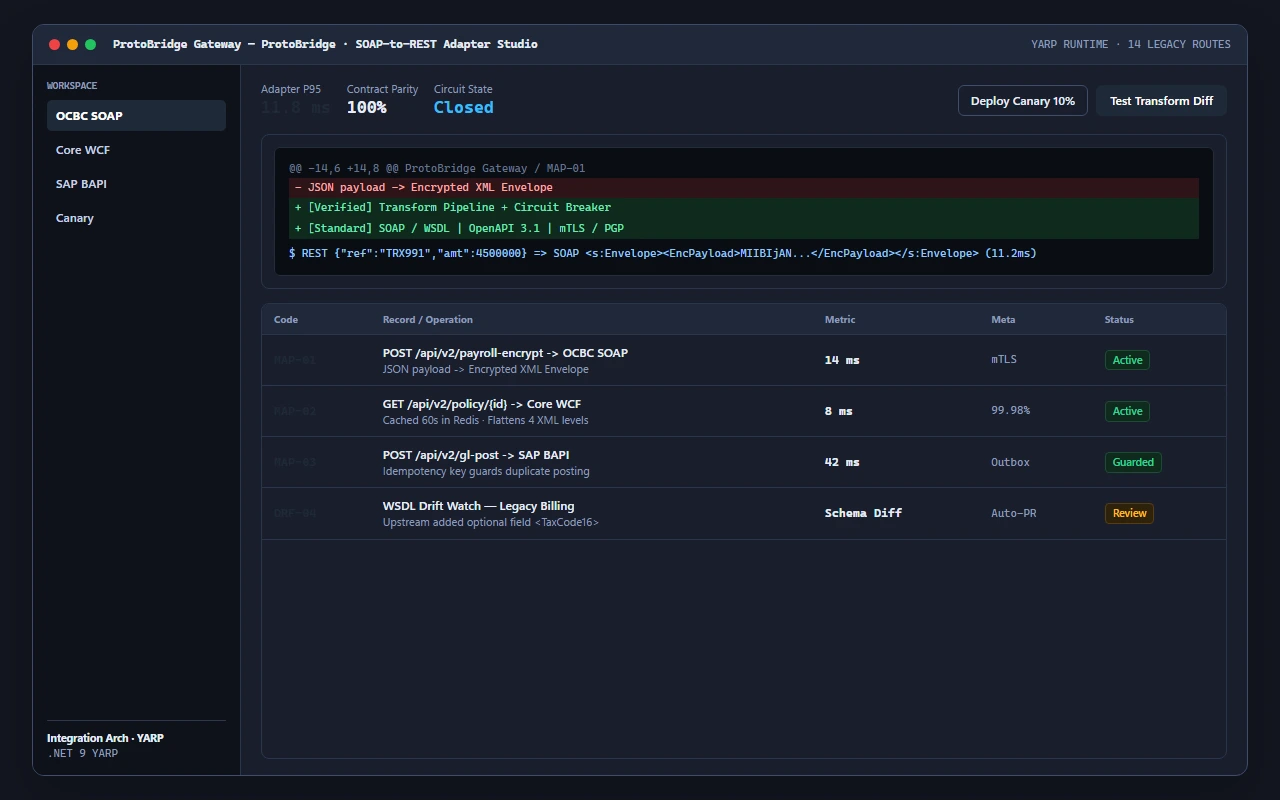 ProtoBridge Gateway — ProtoBridge · SOAP-to-REST Adapter Studio
YARP RUNTIME · 14 LEGACY ROUTES
WORKSPACE
OCBC SOAP
Core WCF
SAP BAPI
Canary
Integration Arch · YARP
.NET 9 YARP
Adapter P95
11.8 ms
Contract Parity
100%
Circuit State
Closed
Deploy Canary 10%
Test Transform Diff
@@ -14,6 +14,8 @@ ProtoBridge Gateway / MAP-01
- JSON payload -> Encrypted XML Envelope
+ [Verified] Transform Pipeline + Circuit Breaker
+ [Standard] SOAP / WSDL | OpenAPI 3.1 | mTLS / PGP
$ REST {"ref":"TRX991","amt":4500000} => SOAP <s:Envelope><EncPayload>MIIBIjAN...</EncPayload></s:Envelope> (11.2ms)
Code Record / Operation Metric Meta Status
MAP-01 POST /api/v2/payroll-encrypt -> OCBC SOAP 14 ms mTLS Active
JSON payload -> Encrypted XML Envelope
MAP-02 GET /api/v2/policy/{id} -> Core WCF 8 ms 99.98% Active
Cached 60s in Redis · Flattens 4 XML levels
MAP-03 POST /api/v2/gl-post -> SAP BAPI 42 ms Outbox Guarded
Idempotency key guards duplicate posting
WSDL Drift Watch — Legacy Billing Schema Diff Auto-PR Review
Upstream added optional field <TaxCode16>